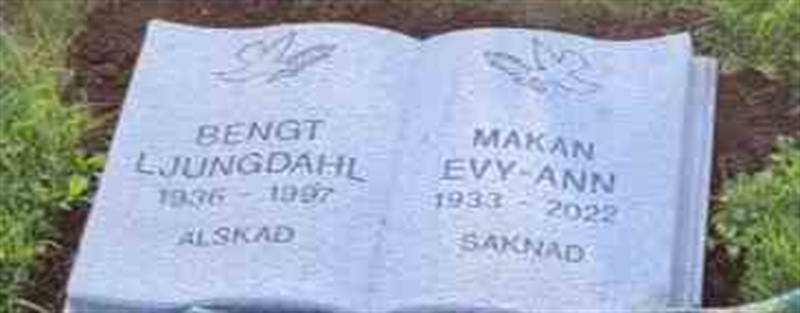 BENGT
LJUNGDAHL
1936 - 1997
ÄLSKAD
MAKAN
EVY-ANN
1933 - 2022
SAKNAD